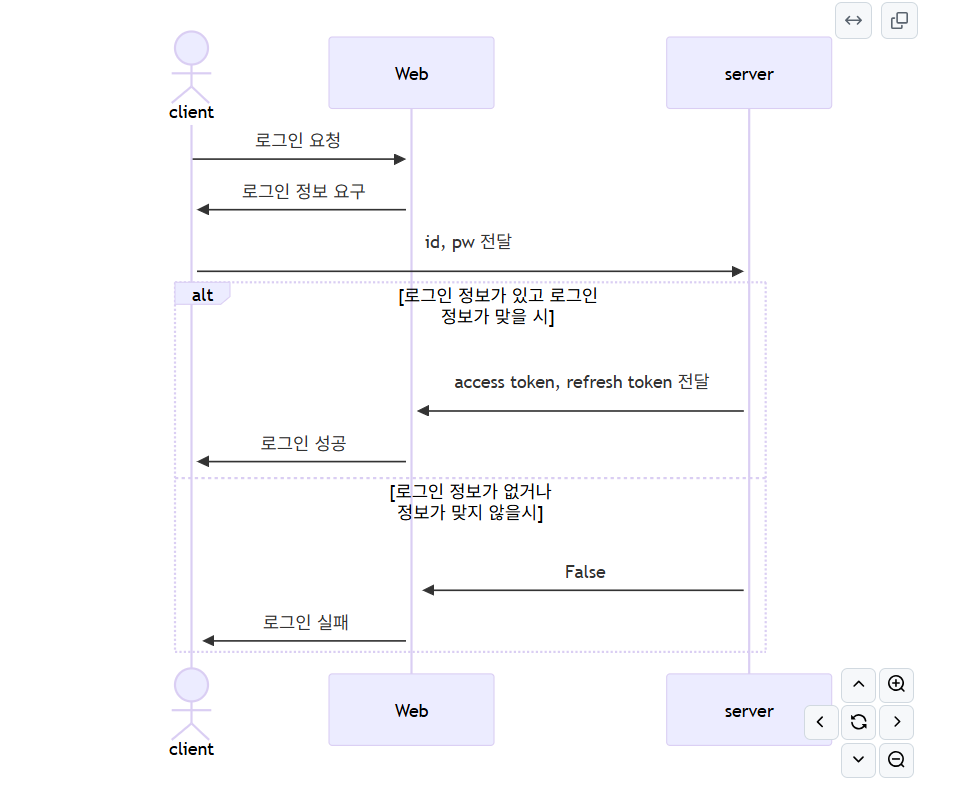 client
Web
server
로그인 요청
로그인 정보 요구
id, pw 전달
alt
[로그인 정보가 있고 로그인
정보가 맞을 시]
access token, refresh token 전달
로그인 성공
[로그인 정보가 없거나
정보가 맞지 않을시]
False
로그인 실패
client
Web
server